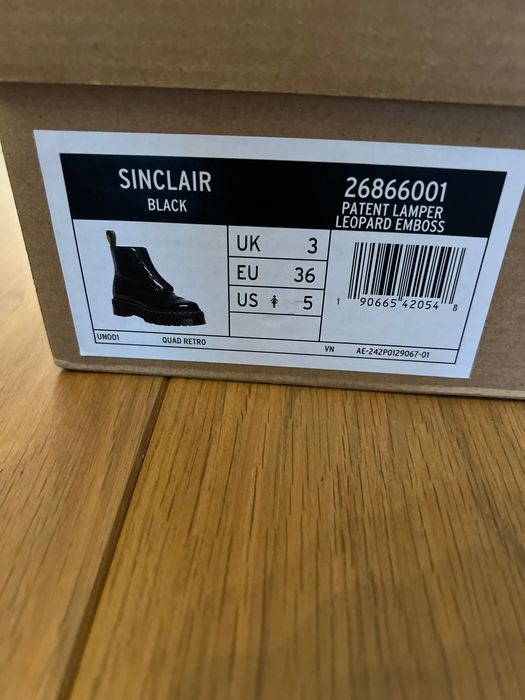 SINCLAIR
BLACK
26866001
PATENT LAMPER
LEOPARD EMBOSS
UK 3
EU 36
US 5
1 90665 42054 8
UN001 QUAD RETRO VN AE-242P0129067-01